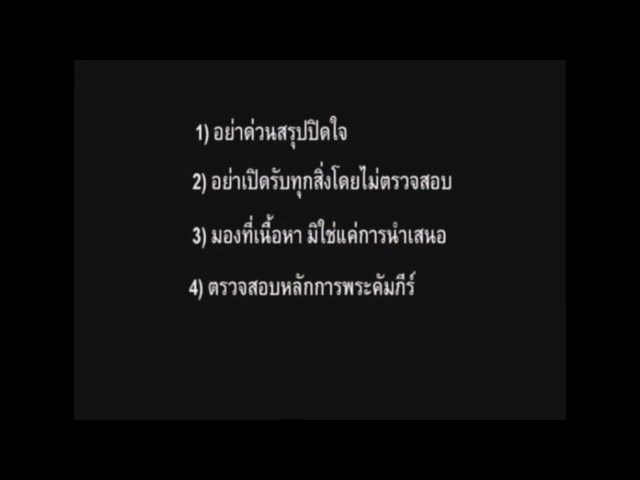 1) อย่าด่วนสรุปปิดใจ
2) อย่าเปิดรับทุกสิ่งโดยไม่ตรวจสอบ
3) มองที่เนื้อหา มิใช่แค่การนำเสนอ
4) ตรวจสอบหลักการพระคัมภีร์